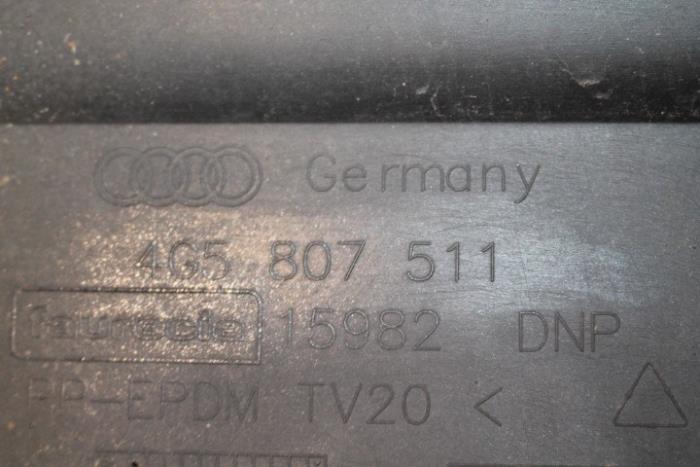 Germany
4G5 807 511
faurecia 15982 DNP
PP-EPDM TV20 <